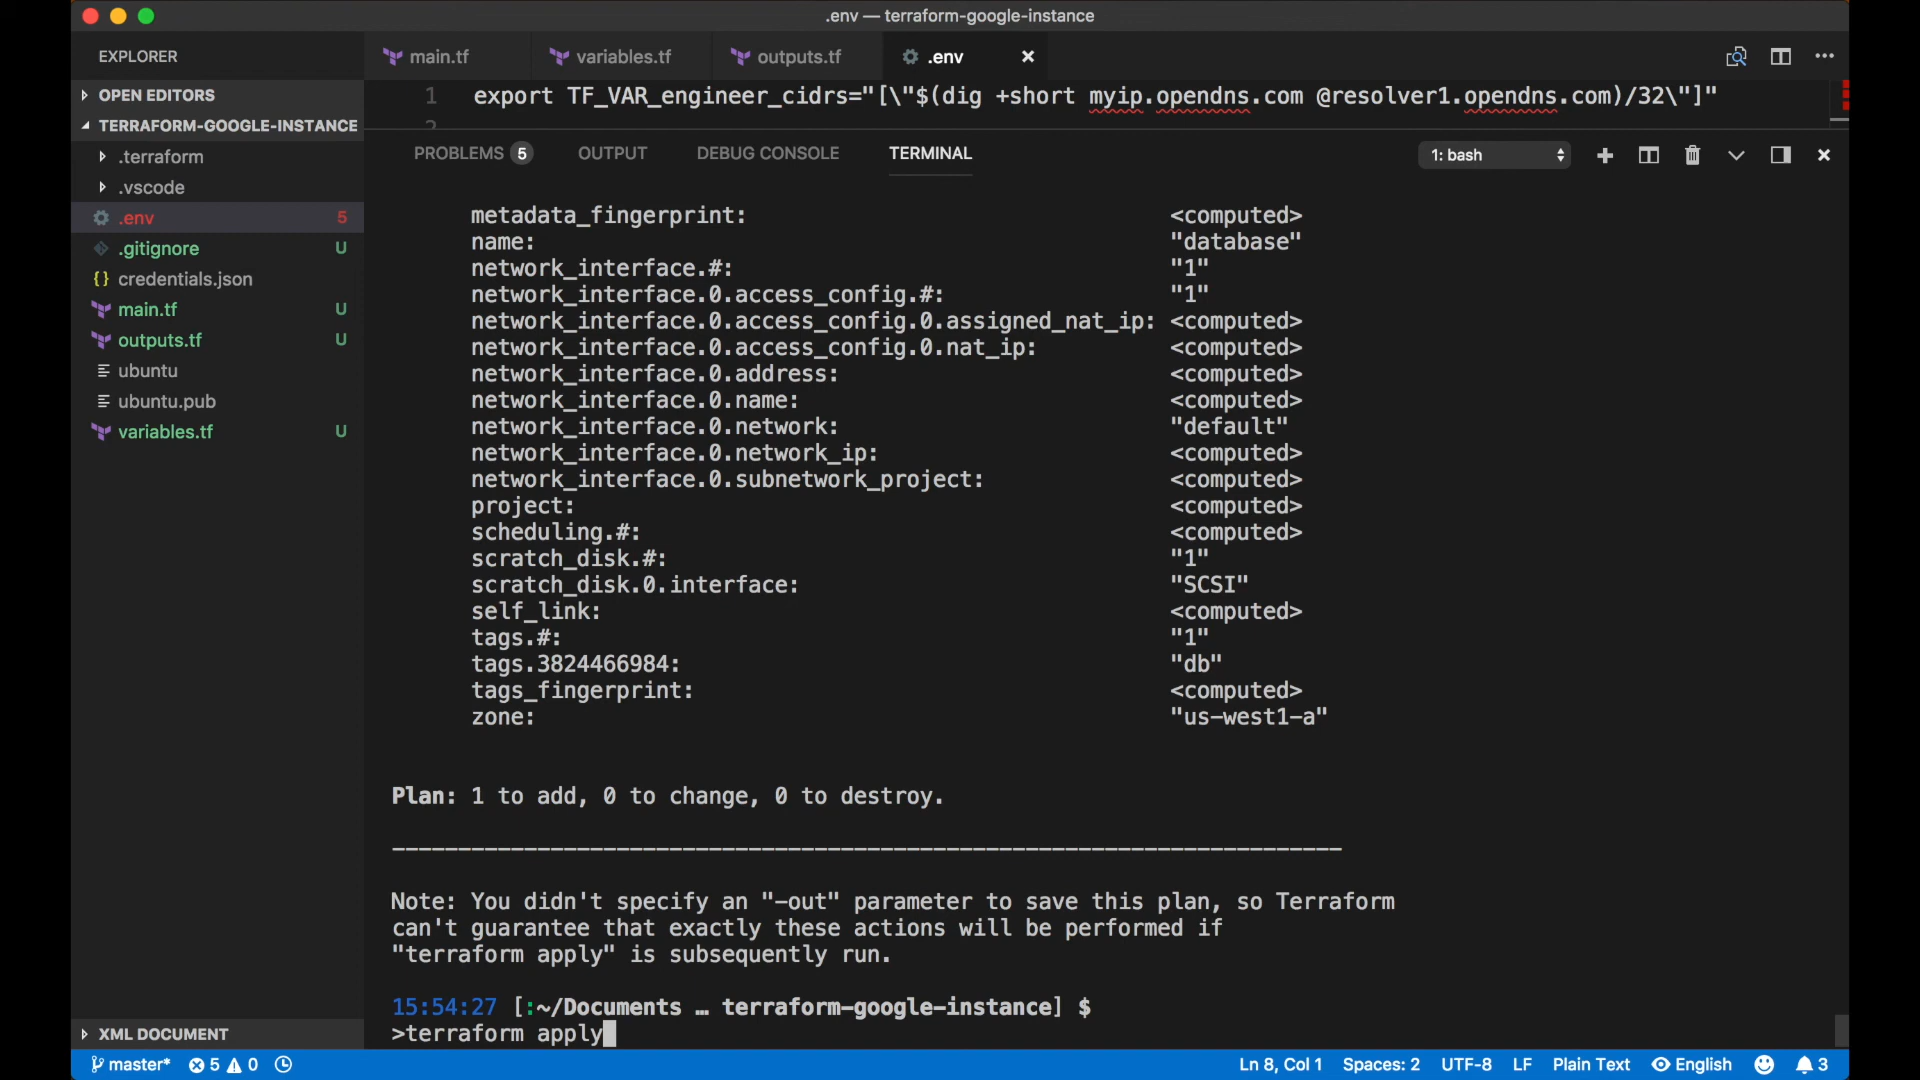 .env — terraform-google-instance
EXPLORER
main.tf
variables.tf
outputs.tf
.env
OPEN EDITORS
TERRAFORM-GOOGLE-INSTANCE
.terraform
.vscode
.env 5
.gitignore U
credentials.json
main.tf U
outputs.tf U
ubuntu
ubuntu.pub
variables.tf U
XML DOCUMENT
1 export TF_VAR_engineer_cidrs="[\"$(dig +short myip.opendns.com @resolver1.opendns.com)/32\"]"
2
PROBLEMS 5 OUTPUT DEBUG CONSOLE TERMINAL 1: bash
metadata_fingerprint: <computed>
name: "database"
network_interface.#: "1"
network_interface.0.access_config.#: "1"
network_interface.0.access_config.0.assigned_nat_ip: <computed>
network_interface.0.access_config.0.nat_ip: <computed>
network_interface.0.address: <computed>
network_interface.0.name: <computed>
network_interface.0.network: "default"
network_interface.0.network_ip: <computed>
network_interface.0.subnetwork_project: <computed>
project: <computed>
scheduling.#: <computed>
scratch_disk.#: "1"
scratch_disk.0.interface: "SCSI"
self_link: <computed>
tags.#: "1"
tags.3824466984: "db"
tags_fingerprint: <computed>
zone: "us-west1-a"
Plan: 1 to add, 0 to change, 0 to destroy.
------------------------------------------------------------------------
Note: You didn't specify an "-out" parameter to save this plan, so Terraform
can't guarantee that exactly these actions will be performed if
"terraform apply" is subsequently run.
15:54:27 [:~/Documents … terraform-google-instance] $
>terraform apply
master* 5 0 Ln 8, Col 1 Spaces: 2 UTF-8 LF Plain Text English 3